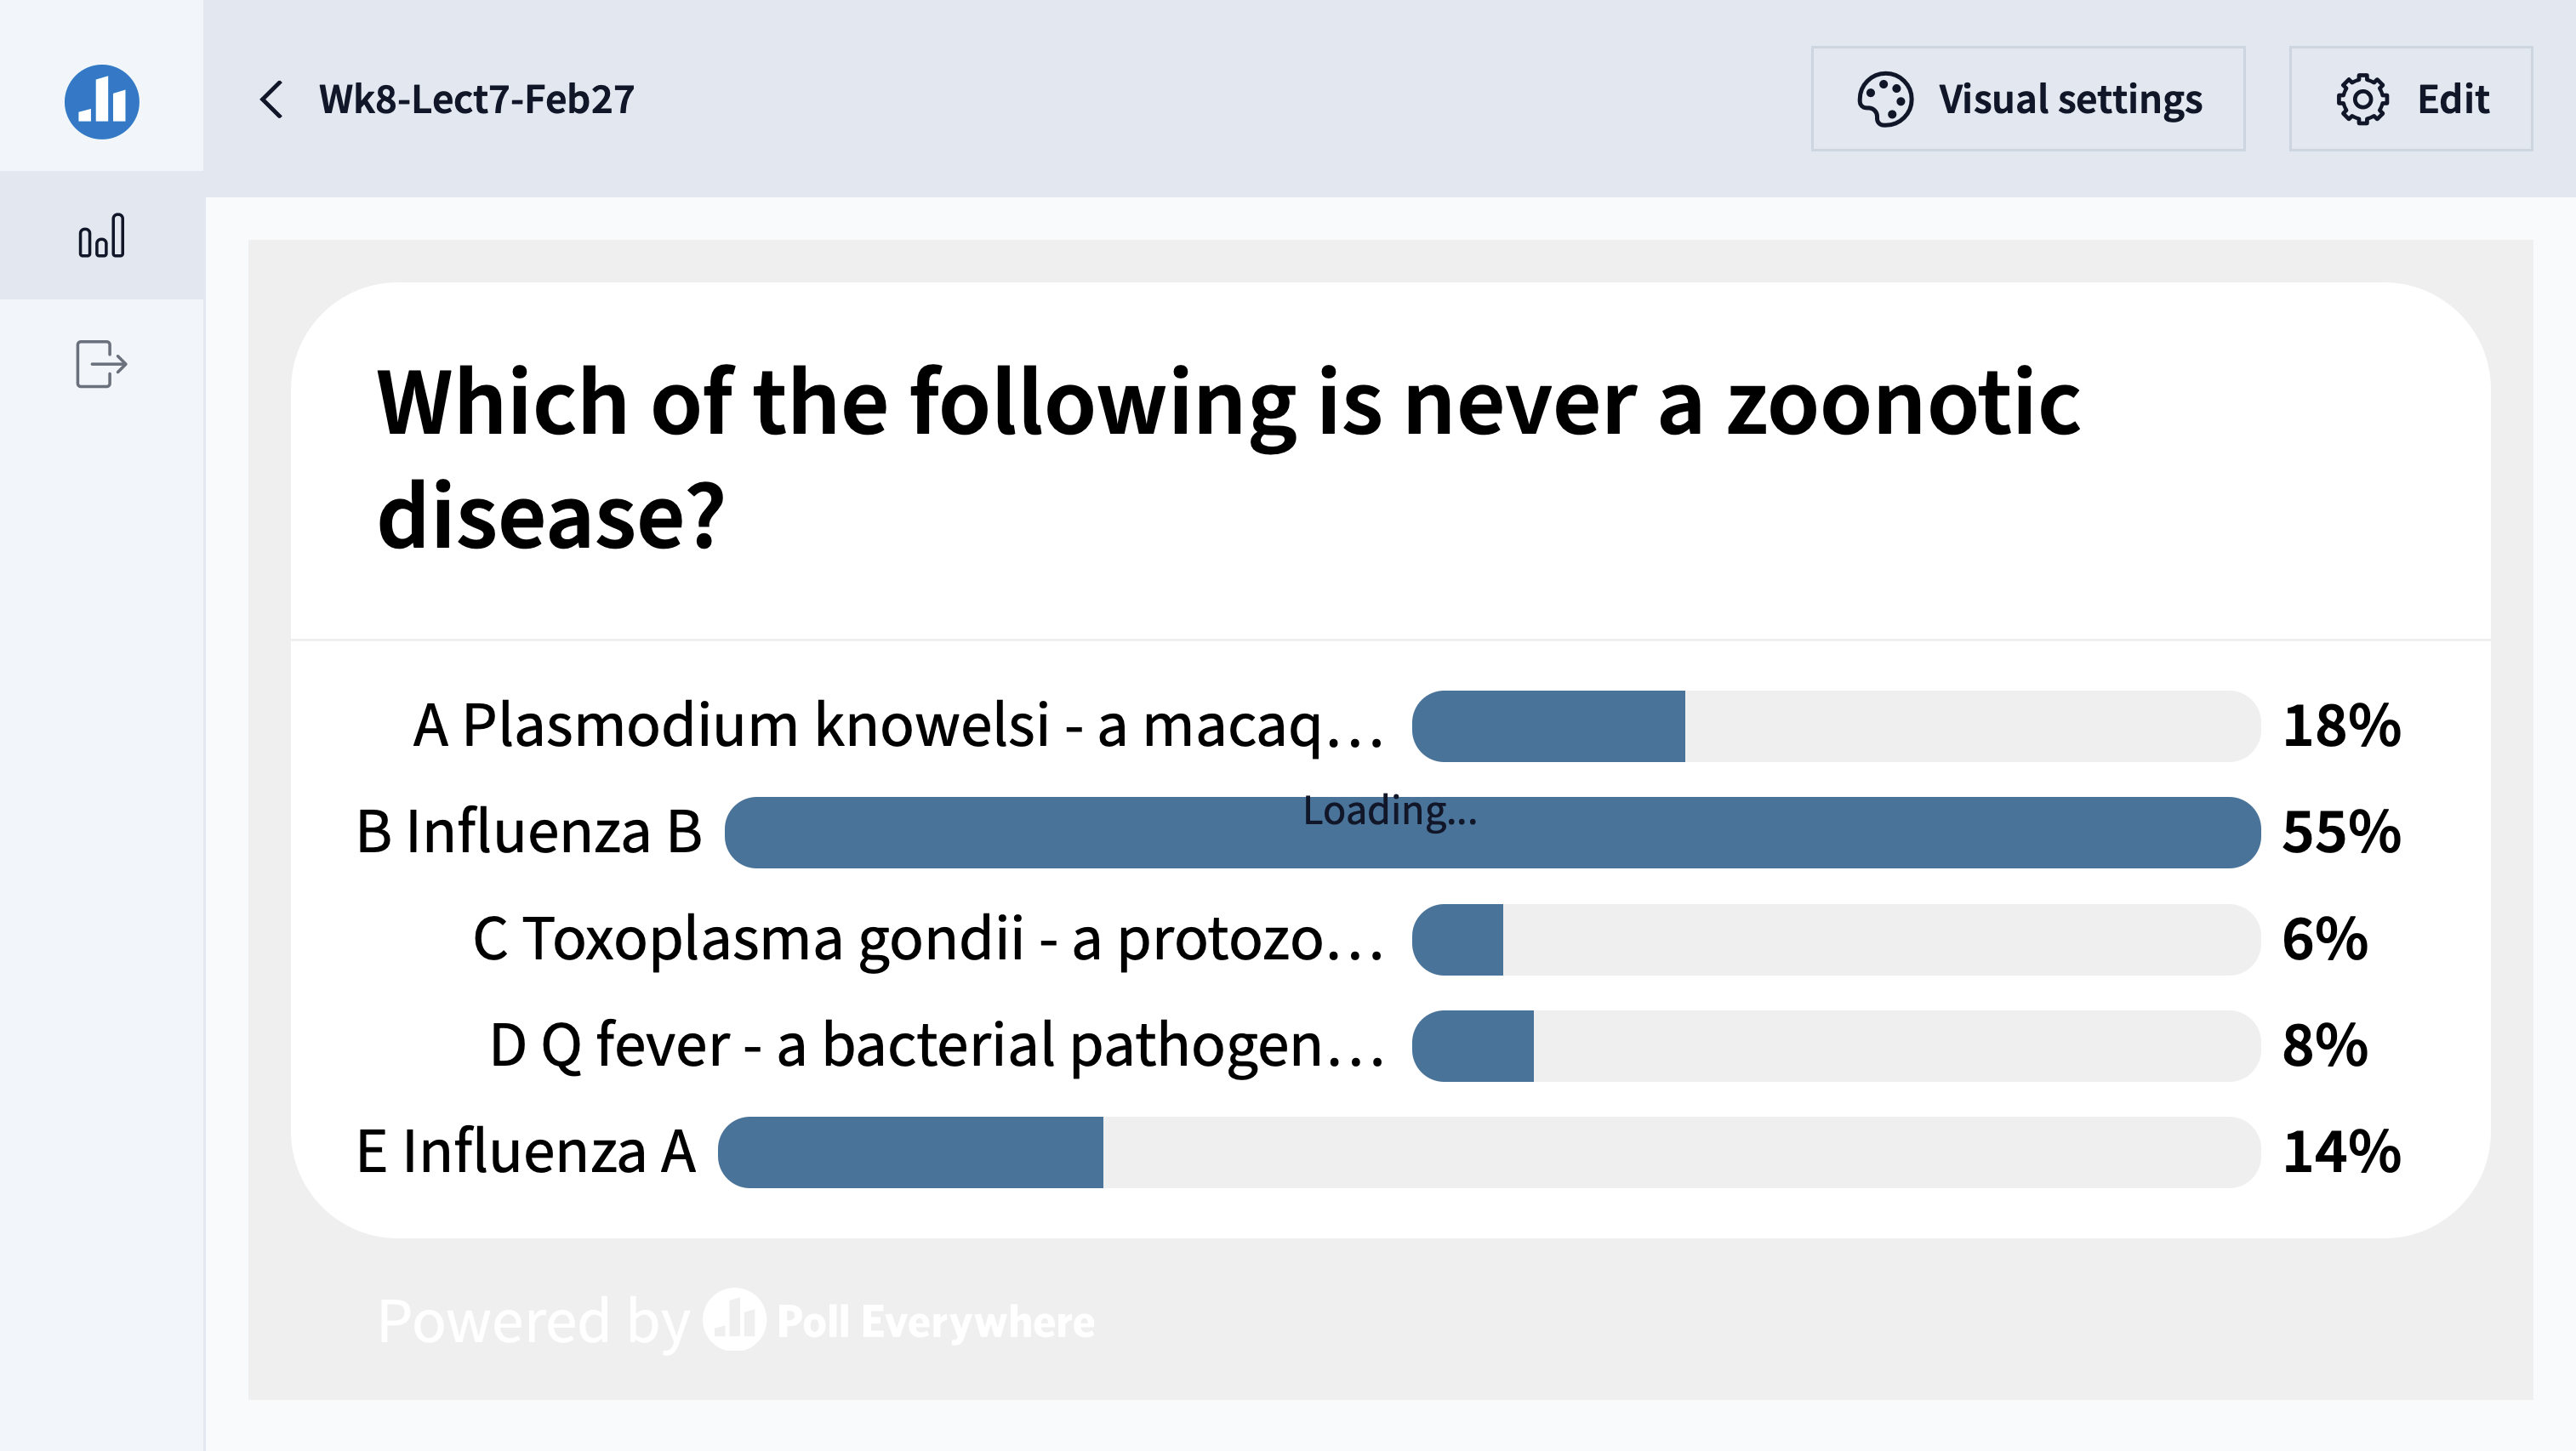 Wk8-Lect7-Feb27
Visual settings
Edit
Which of the following is never a zoonotic
disease?
A Plasmodium knowelsi - a macaq...
18%
Loading...
B Influenza B
55%
C Toxoplasma gondii - a protozo...
6%
D Q fever - a bacterial pathogen...
8%
E Influenza A
14%
Powered by Poll Everywhere